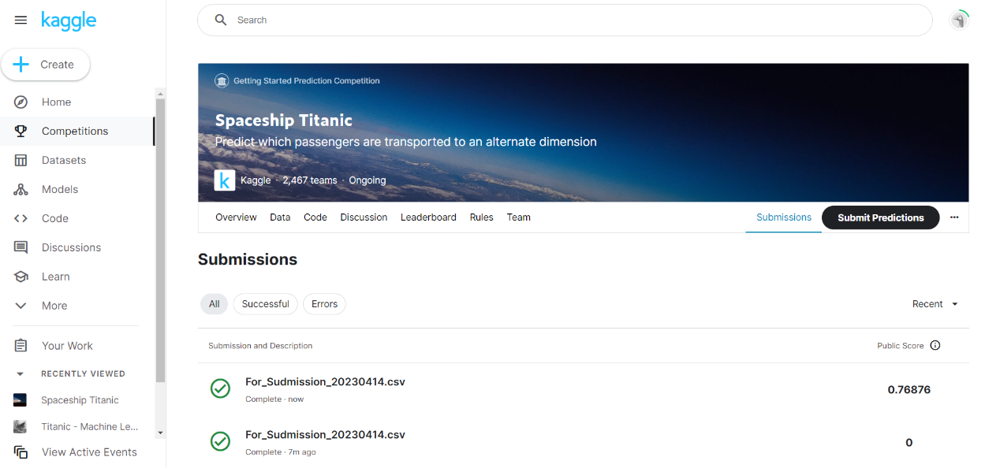 kaggle
Search
Create
Home
Competitions
Datasets
Models
Code
Discussions
Learn
More
Your Work
RECENTLY VIEWED
Spaceship Titanic
Titanic - Machine Le...
View Active Events
Getting Started Prediction Competition
Spaceship Titanic
Predict which passengers are transported to an alternate dimension
k Kaggle · 2,467 teams · Ongoing
Overview Data Code Discussion Leaderboard Rules Team Submissions Submit Predictions ...
Submissions
All Successful Errors Recent
Submission and Description Public Score
For_Sudmission_20230414.csv
Complete · now
0.76876
For_Sudmission_20230414.csv
Complete · 7m ago
0